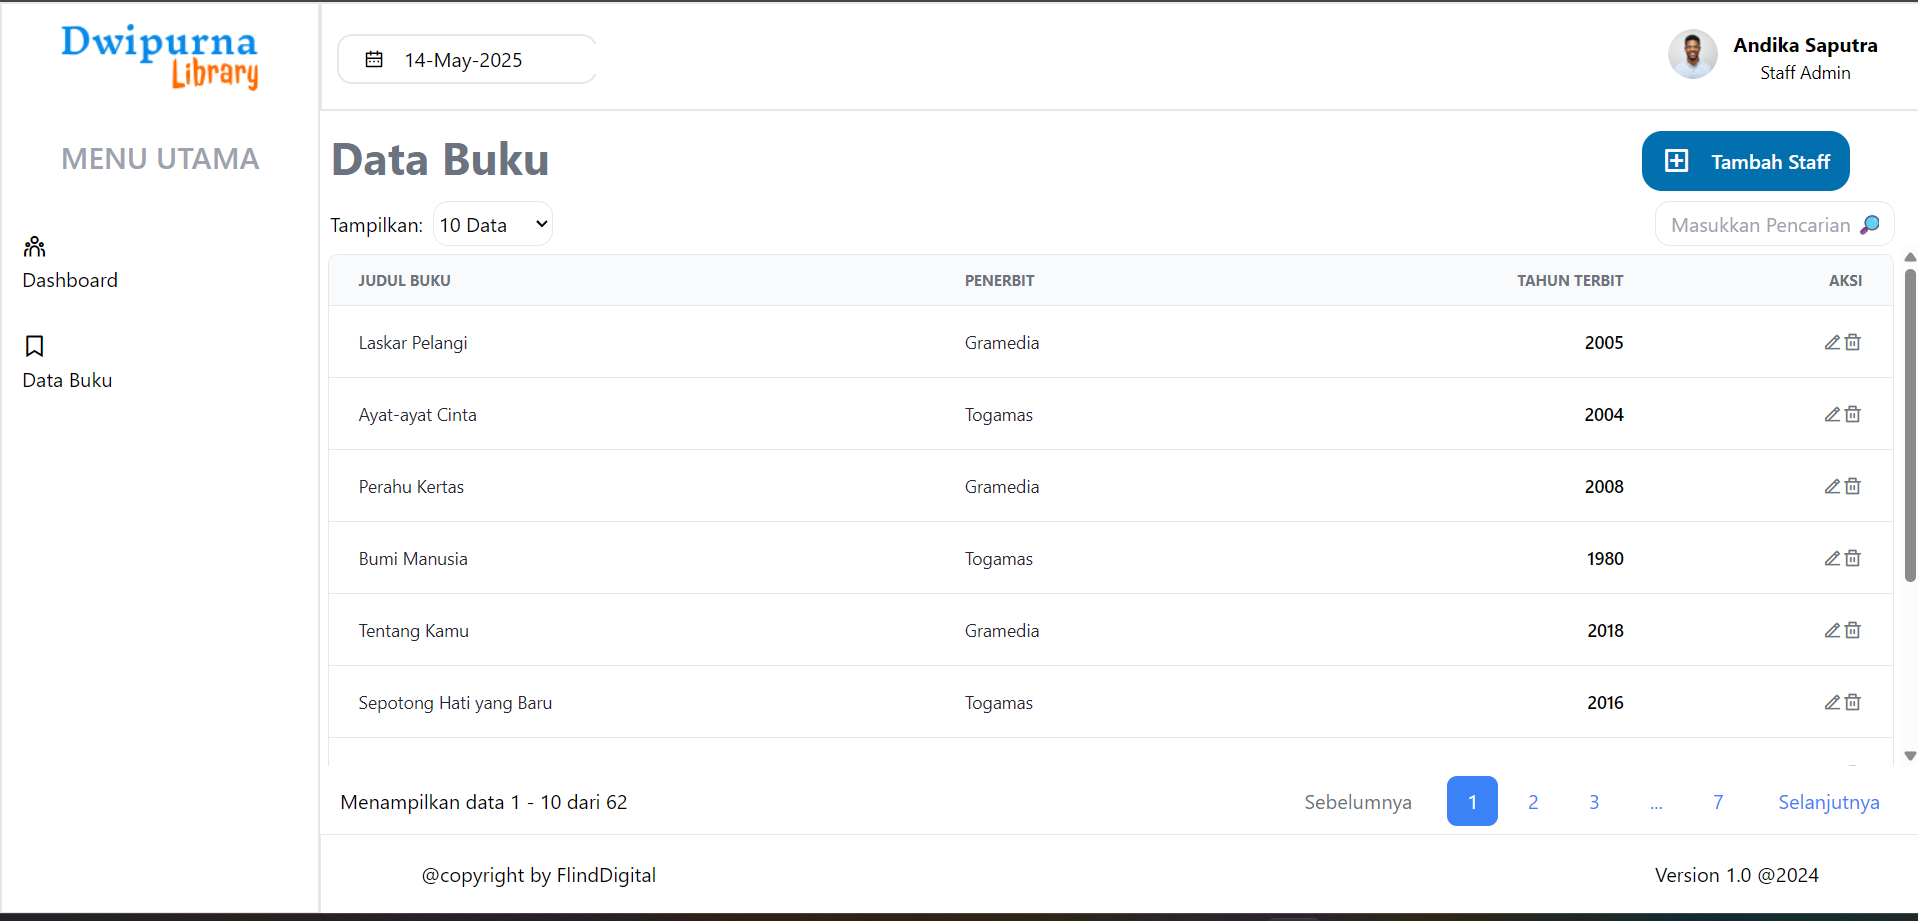 Dwipurna
Library
14-May-2025
Andika Saputra
Staff Admin
MENU UTAMA
Dashboard
Data Buku
Data Buku
Tambah Staff
Tampilkan: 10 Data
Masukkan Pencarian
JUDUL BUKU PENERBIT TAHUN TERBIT AKSI
Laskar Pelangi Gramedia 2005
Ayat-ayat Cinta Togamas 2004
Perahu Kertas Gramedia 2008
Bumi Manusia Togamas 1980
Tentang Kamu Gramedia 2018
Sepotong Hati yang Baru Togamas 2016
Menampilkan data 1 - 10 dari 62
Sebelumnya 1 2 3 ... 7 Selanjutnya
@copyright by FlindDigital
Version 1.0 @2024